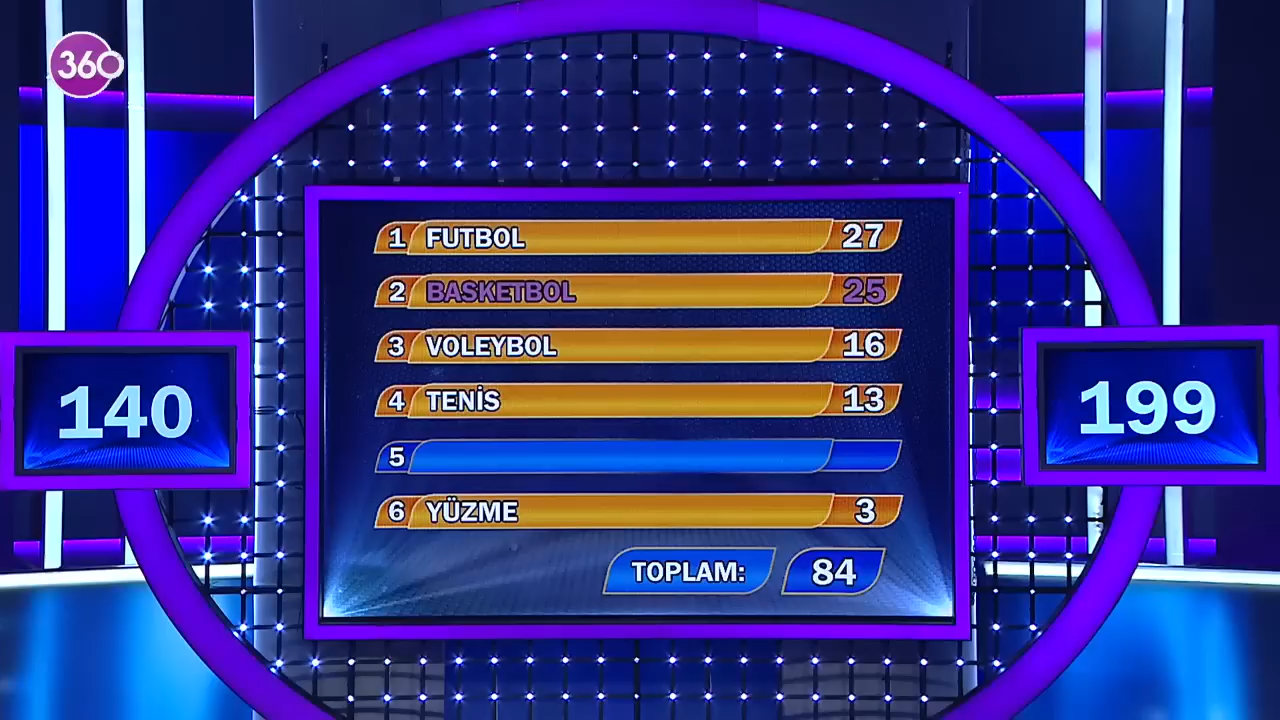 360
1 FUTBOL 27
2 BASKETBOL 25
3 VOLEYBOL 16
4 TENİS 13
5
6 YÜZME 3
TOPLAM: 84
140
199